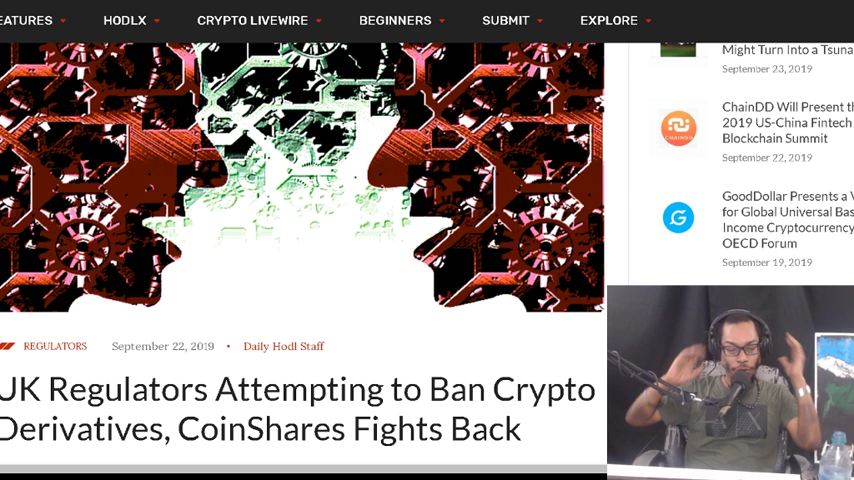 EATURES HODLX CRYPTO LIVEWIRE BEGINNERS SUBMIT EXPLORE
Might Turn Into a Tsuna
September 23, 2019
ChainDD Will Present th
2019 US-China Fintech
Blockchain Summit
September 22, 2019
CHAINDD
GoodDollar Presents a V
for Global Universal Bas
Income Cryptocurrency
OECD Forum
September 19, 2019
REGULATORS September 22, 2019 • Daily Hodl Staff
UK Regulators Attempting to Ban Crypto
Derivatives, CoinShares Fights Back